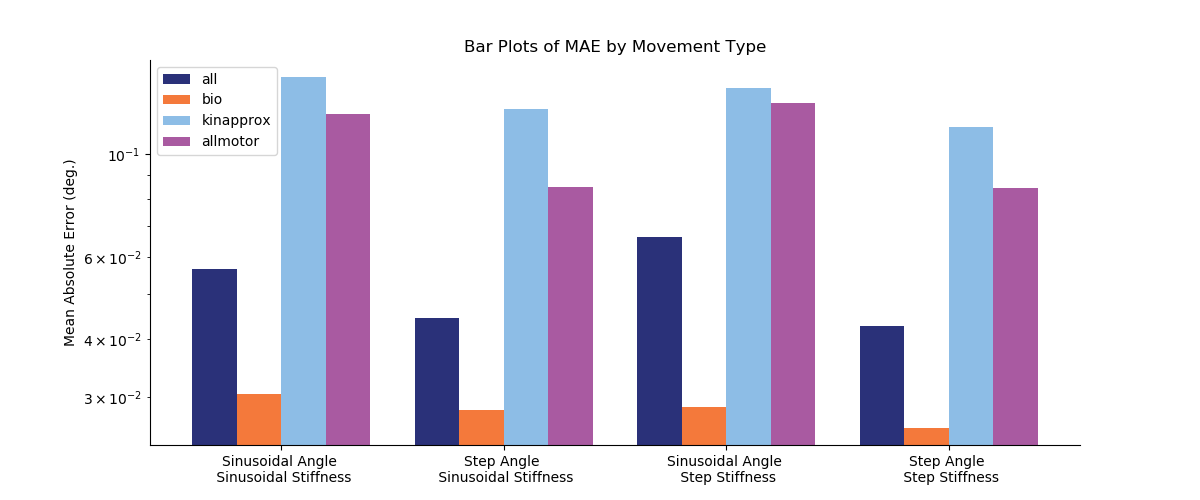 Bar Plots of MAE by Movement Type
all
bio
kinapprox
allmotor
Mean Absolute Error (deg.)
10⁻¹
6 × 10⁻²
4 × 10⁻²
3 × 10⁻²
Sinusoidal Angle
Sinusoidal Stiffness
Step Angle
Sinusoidal Stiffness
Sinusoidal Angle
Step Stiffness
Step Angle
Step Stiffness